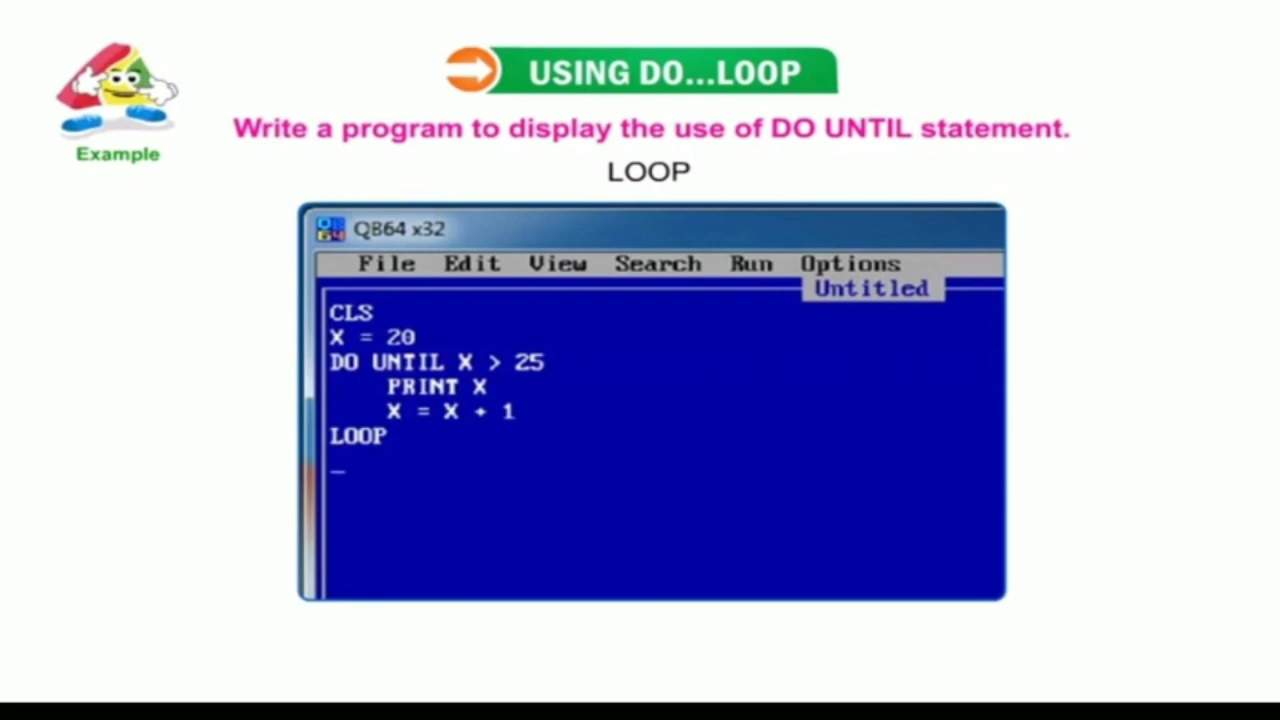 USING DO...LOOP
Write a program to display the use of DO UNTIL statement.
Example
LOOP
QB64 x32
File Edit View Search Run Options
Untitled
CLS
X = 20
DO UNTIL X > 25
PRINT X
X = X + 1
LOOP
_